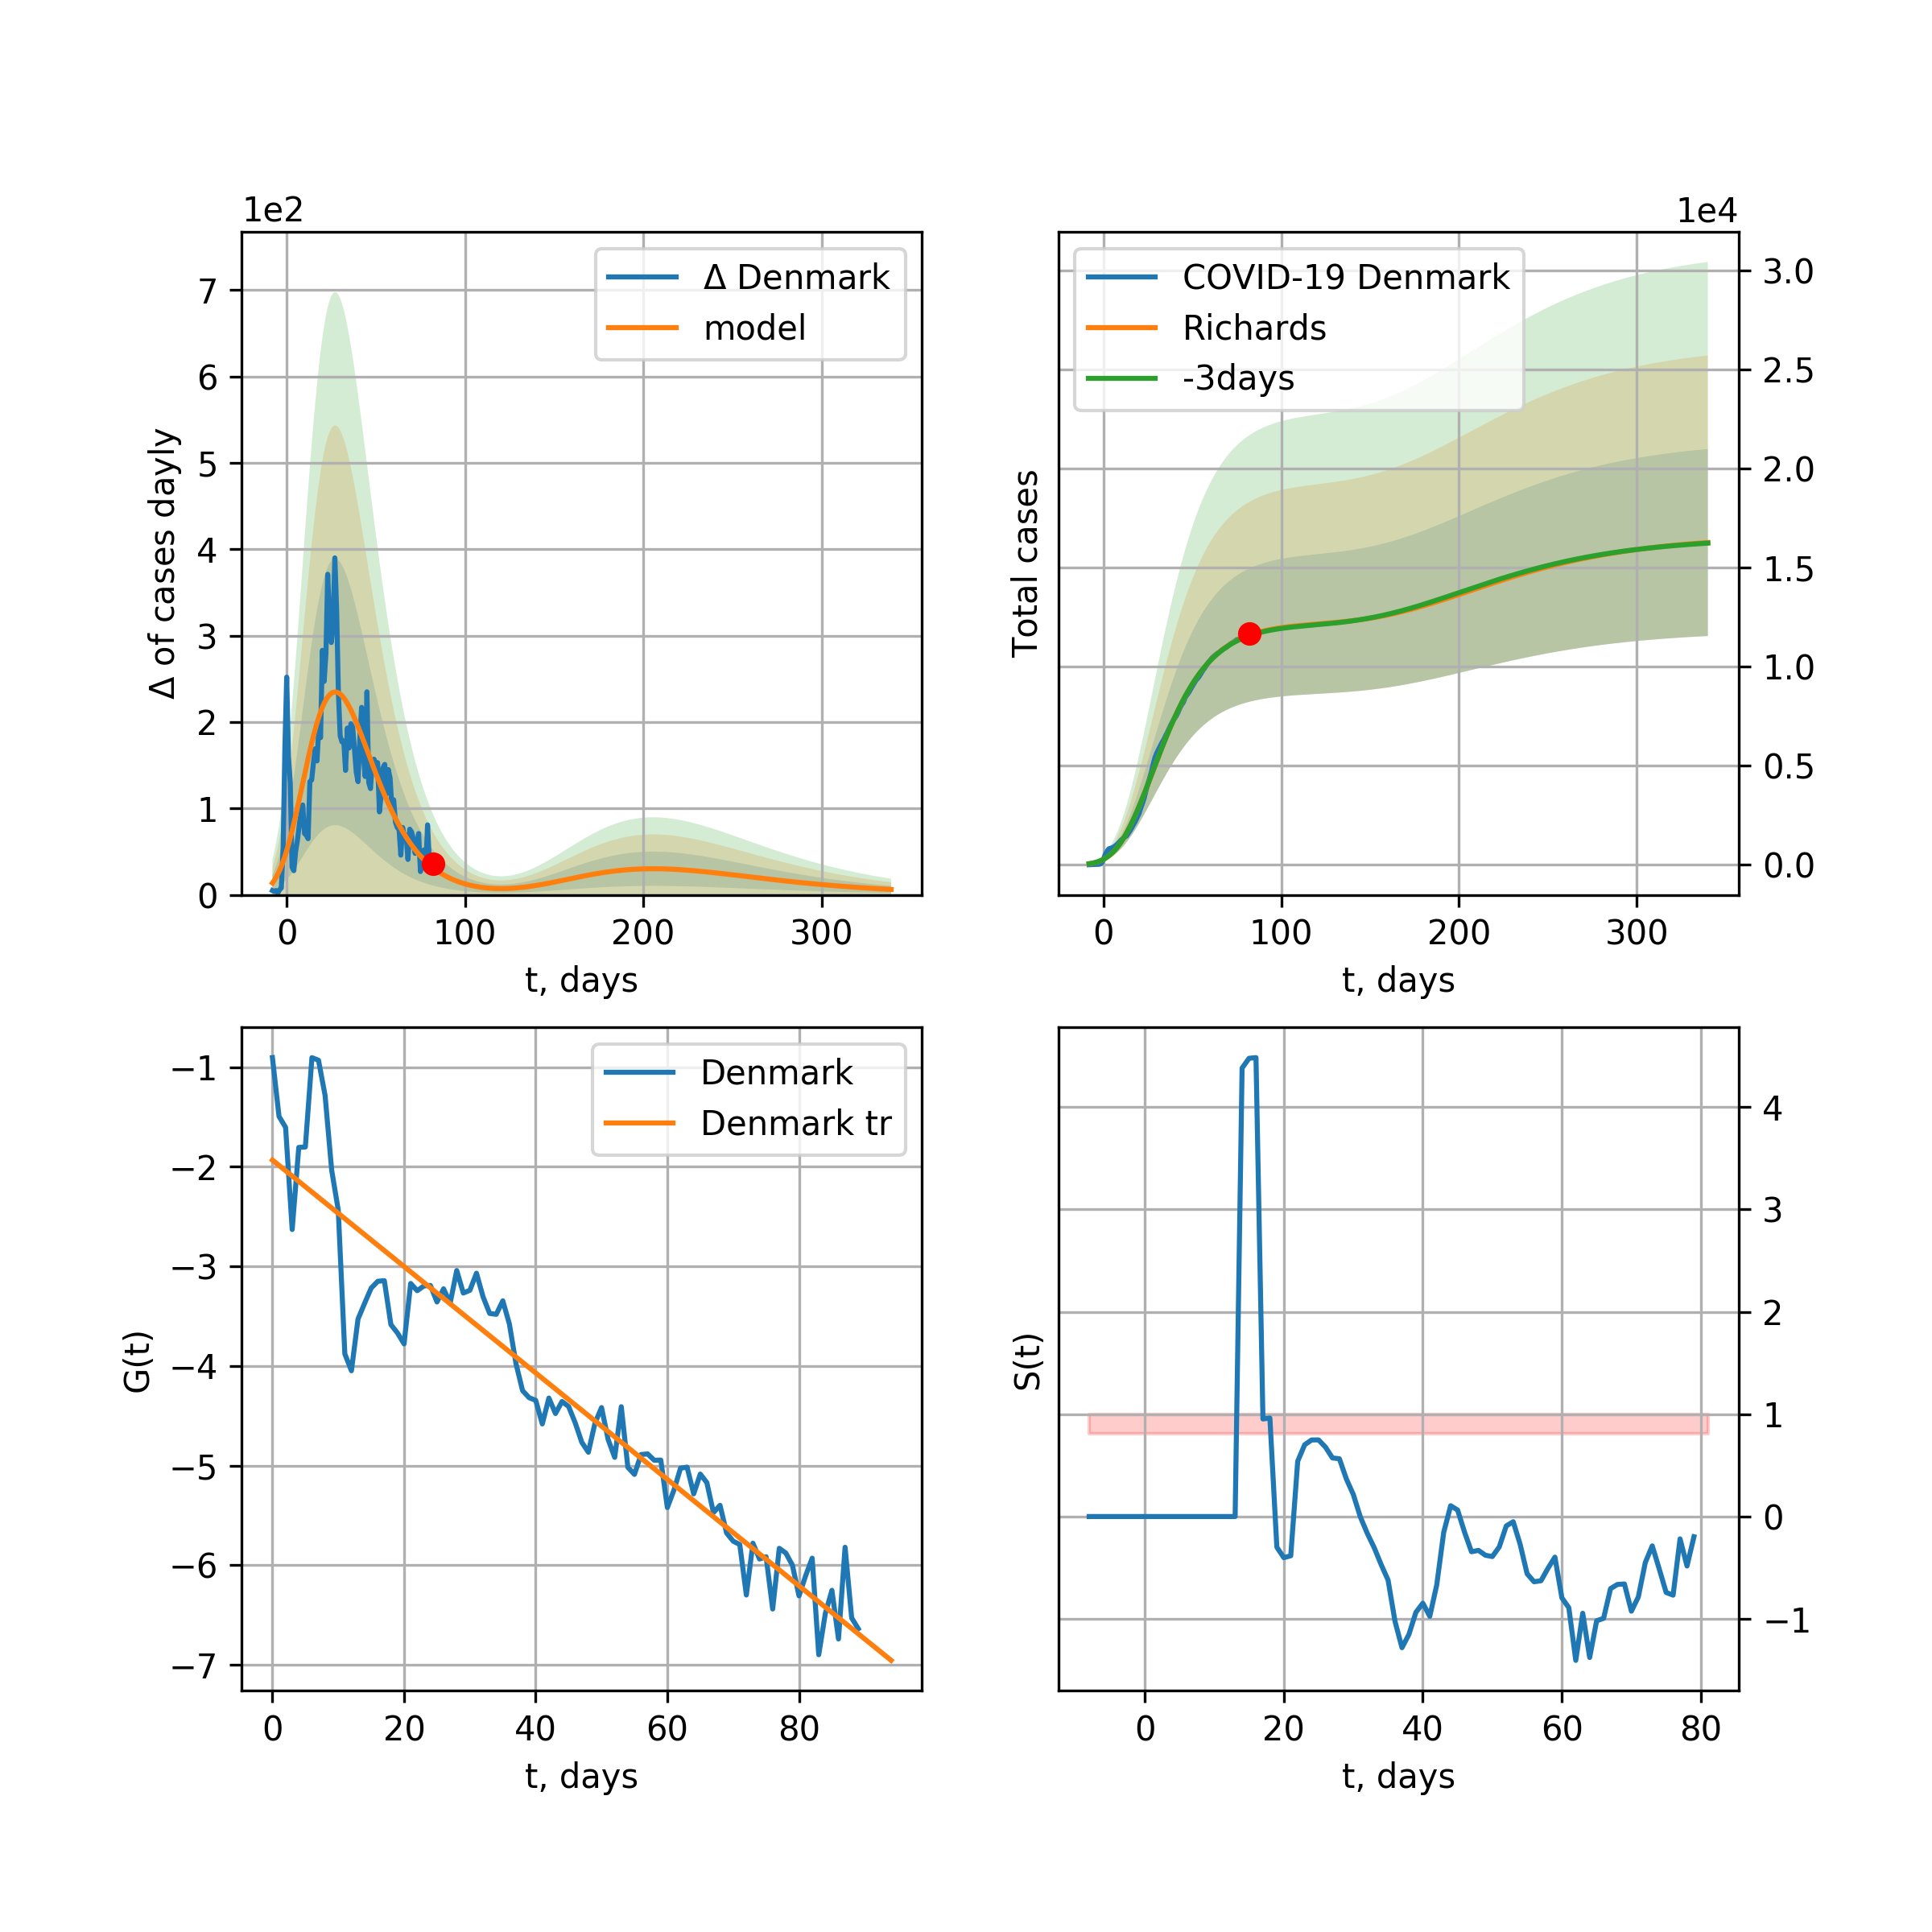 1e2
Δ of cases dayly
7
6
5
4
3
2
1
0
Δ Denmark
model
0 100 200 300
t, days
1e4
Total cases
COVID-19 Denmark
Richards
-3days
3.0
2.5
2.0
1.5
1.0
0.5
0.0
0 100 200 300
t, days
G(t)
−1
−2
−3
−4
−5
−6
−7
Denmark
Denmark tr
0 20 40 60 80
t, days
S(t)
4
3
2
1
0
−1
0 20 40 60 80
t, days